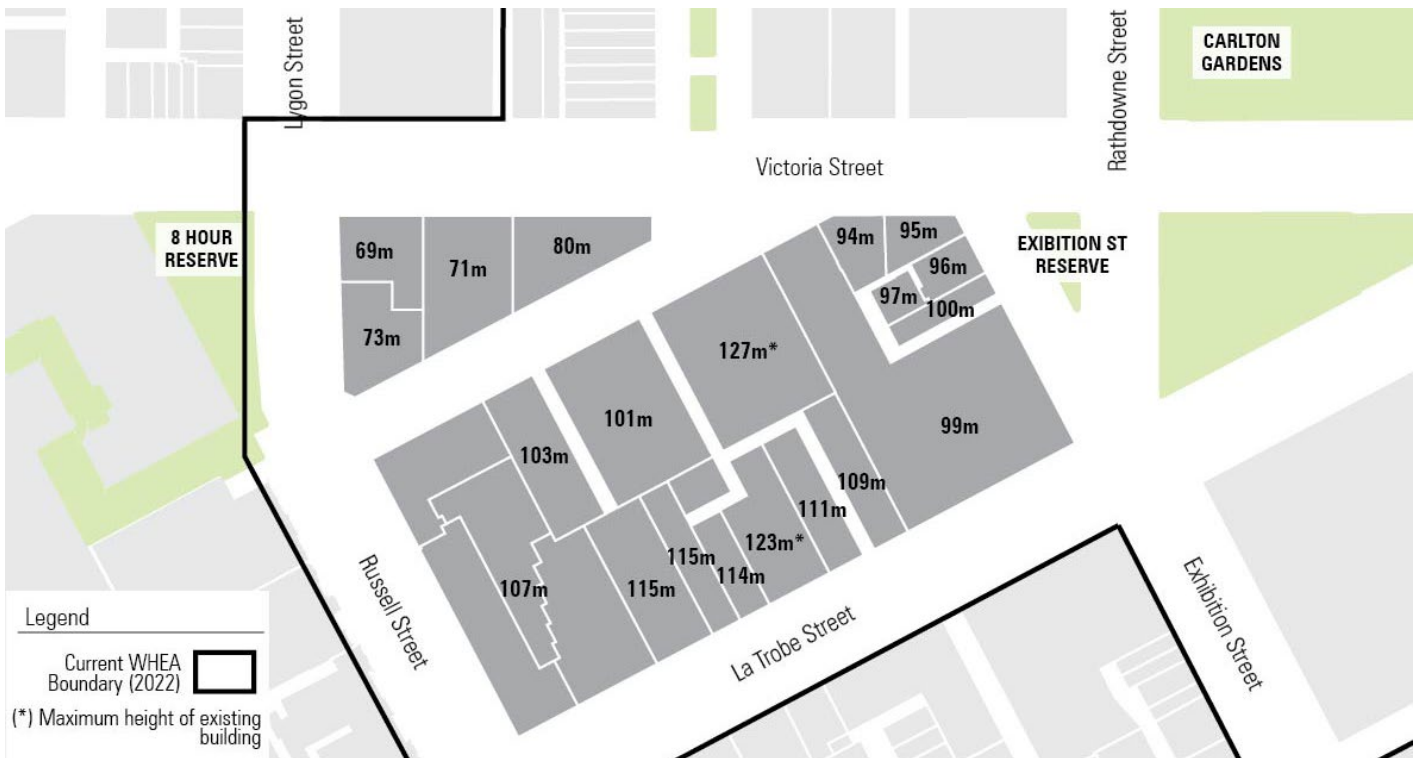 Lygon Street
Rathdowne Street
CARLTON
GARDENS
Victoria Street
8 HOUR
RESERVE
69m
71m
80m
73m
94m
95m
EXIBITION ST
RESERVE
96m
97m
100m
127m*
101m
103m
99m
109m
111m
123m*
115m
114m
115m
107m
Russell Street
La Trobe Street
Exhibition Street
Legend
Current WHEA
Boundary (2022)
(*) Maximum height of existing
building